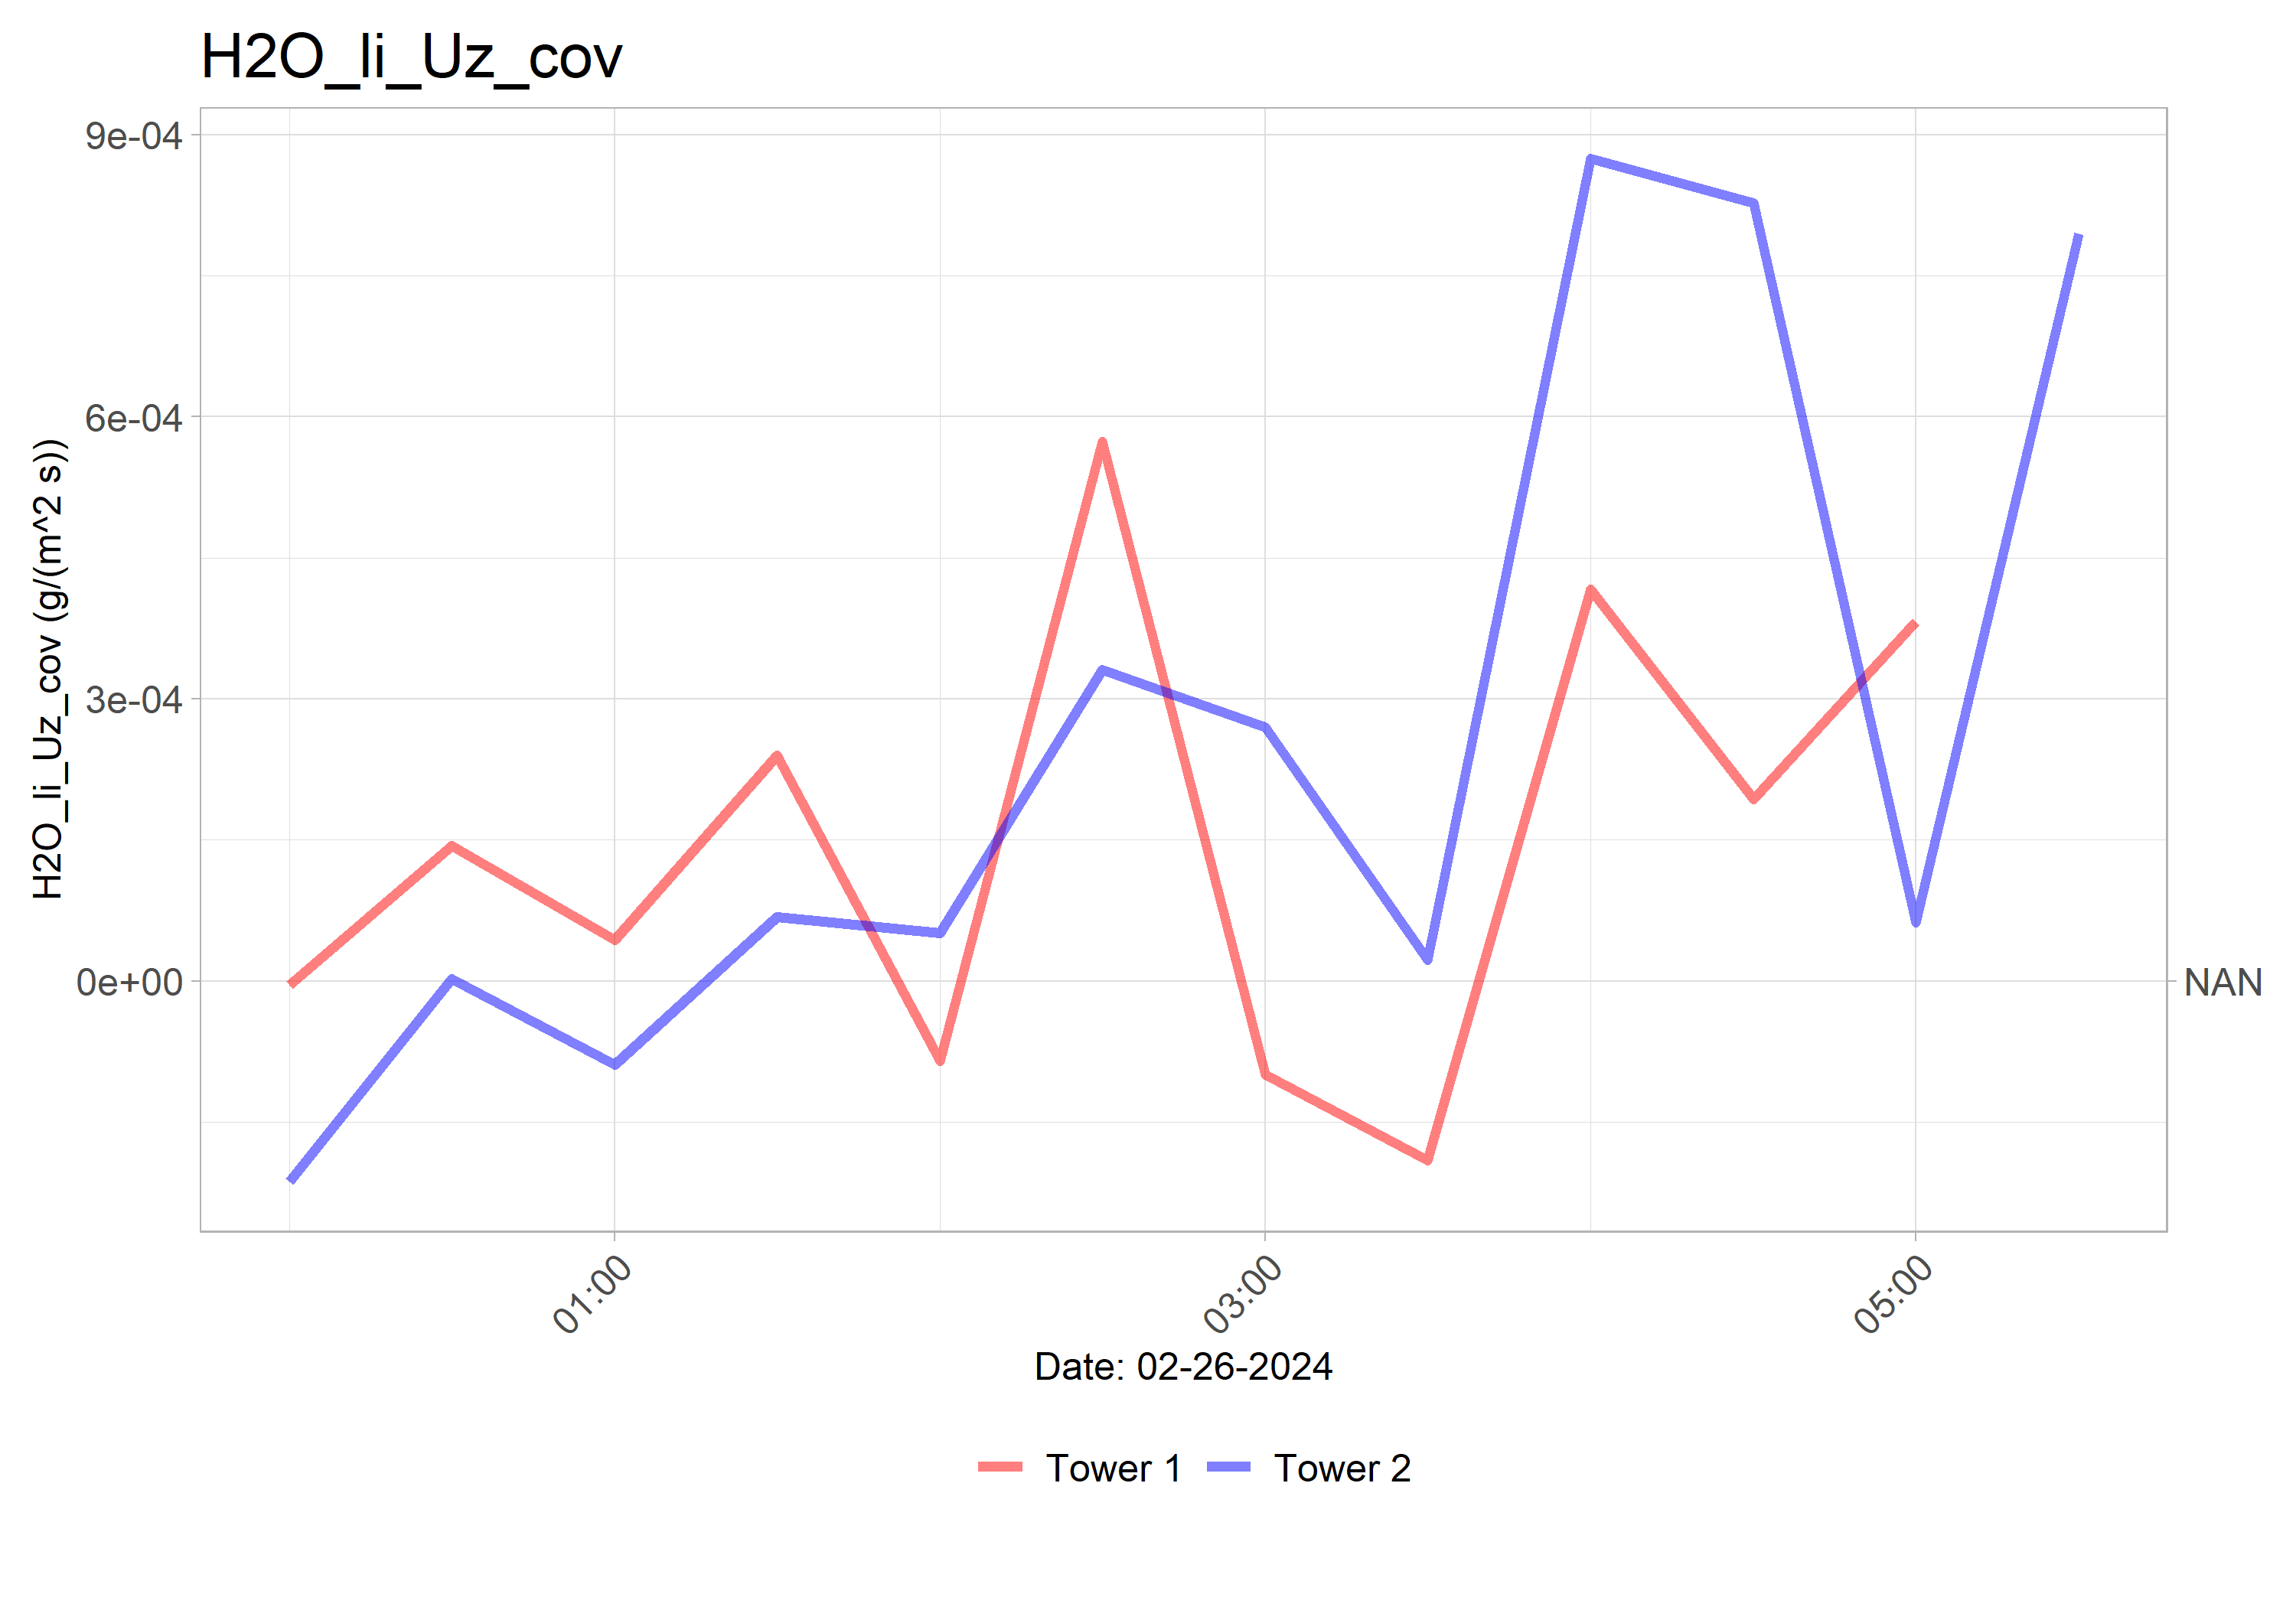 H2O_li_Uz_cov
9e-04
6e-04
3e-04
0e+00
H2O_li_Uz_cov (g/(m^2 s))
NAN
01:00
03:00
05:00
Date: 02-26-2024
Tower 1
Tower 2